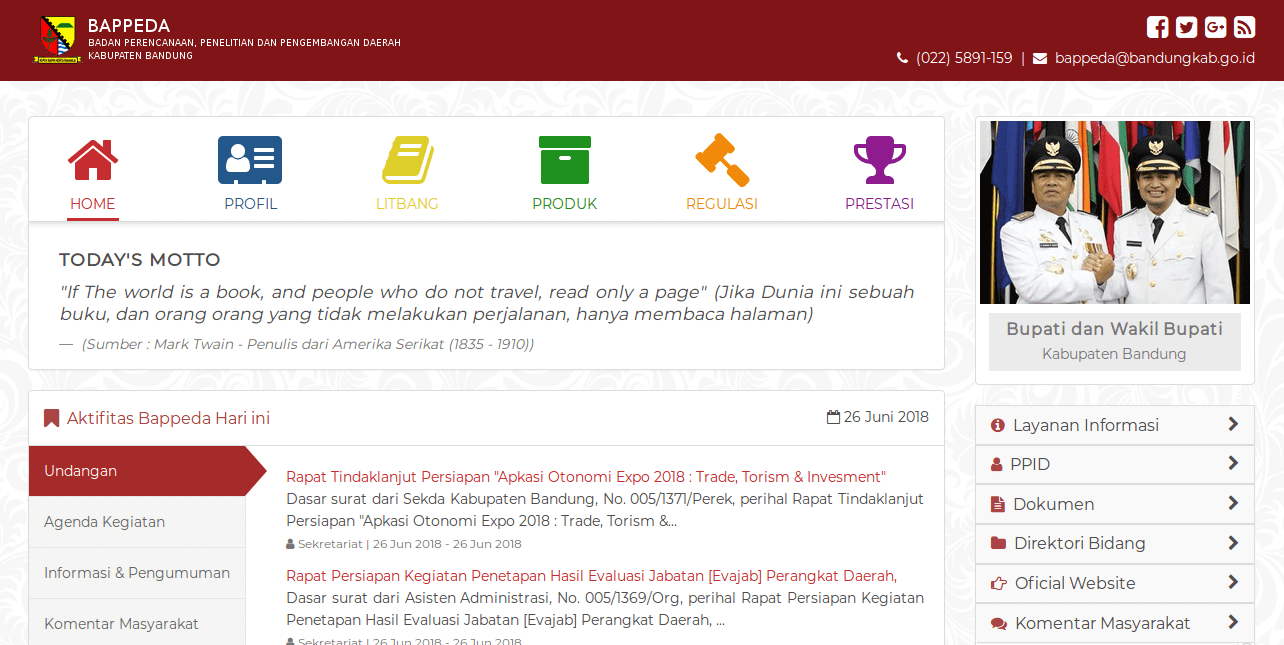 BAPPEDA
BADAN PERENCANAAN, PENELITIAN DAN PENGEMBANGAN DAERAH
KABUPATEN BANDUNG
(022) 5891-159 | bappeda@bandungkab.go.id
HOME
PROFIL
LITBANG
PRODUK
REGULASI
PRESTASI
TODAY'S MOTTO
"If The world is a book, and people who do not travel, read only a page" (Jika Dunia ini sebuah
buku, dan orang orang yang tidak melakukan perjalanan, hanya membaca halaman)
— (Sumber : Mark Twain - Penulis dari Amerika Serikat (1835 - 1910))
Bupati dan Wakil Bupati
Kabupaten Bandung
Aktifitas Bappeda Hari ini
26 Juni 2018
Undangan
Agenda Kegiatan
Informasi & Pengumuman
Komentar Masyarakat
Rapat Tindaklanjut Persiapan "Apkasi Otonomi Expo 2018 : Trade, Torism & Invesment"
Dasar surat dari Sekda Kabupaten Bandung, No. 005/1371/Perek, perihal Rapat Tindaklanjut
Persiapan "Apkasi Otonomi Expo 2018 : Trade, Torism &...
Sekretariat | 26 Jun 2018 - 26 Jun 2018
Rapat Persiapan Kegiatan Penetapan Hasil Evaluasi Jabatan [Evajab] Perangkat Daerah,
Dasar surat dari Asisten Administrasi, No. 005/1369/Org, perihal Rapat Persiapan Kegiatan
Penetapan Hasil Evaluasi Jabatan [Evajab] Perangkat Daerah, ...
Sekretariat | 26 Jun 2018 - 26 Jun 2018
Layanan Informasi
PPID
Dokumen
Direktori Bidang
Oficial Website
Komentar Masyarakat